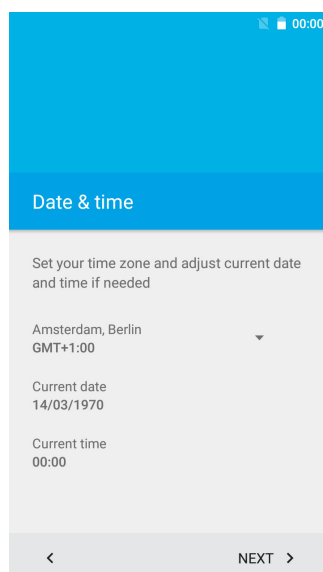 00:00
Date & time
Set your time zone and adjust current date
and time if needed
Amsterdam, Berlin
GMT+1:00
Current date
14/03/1970
Current time
00:00
NEXT